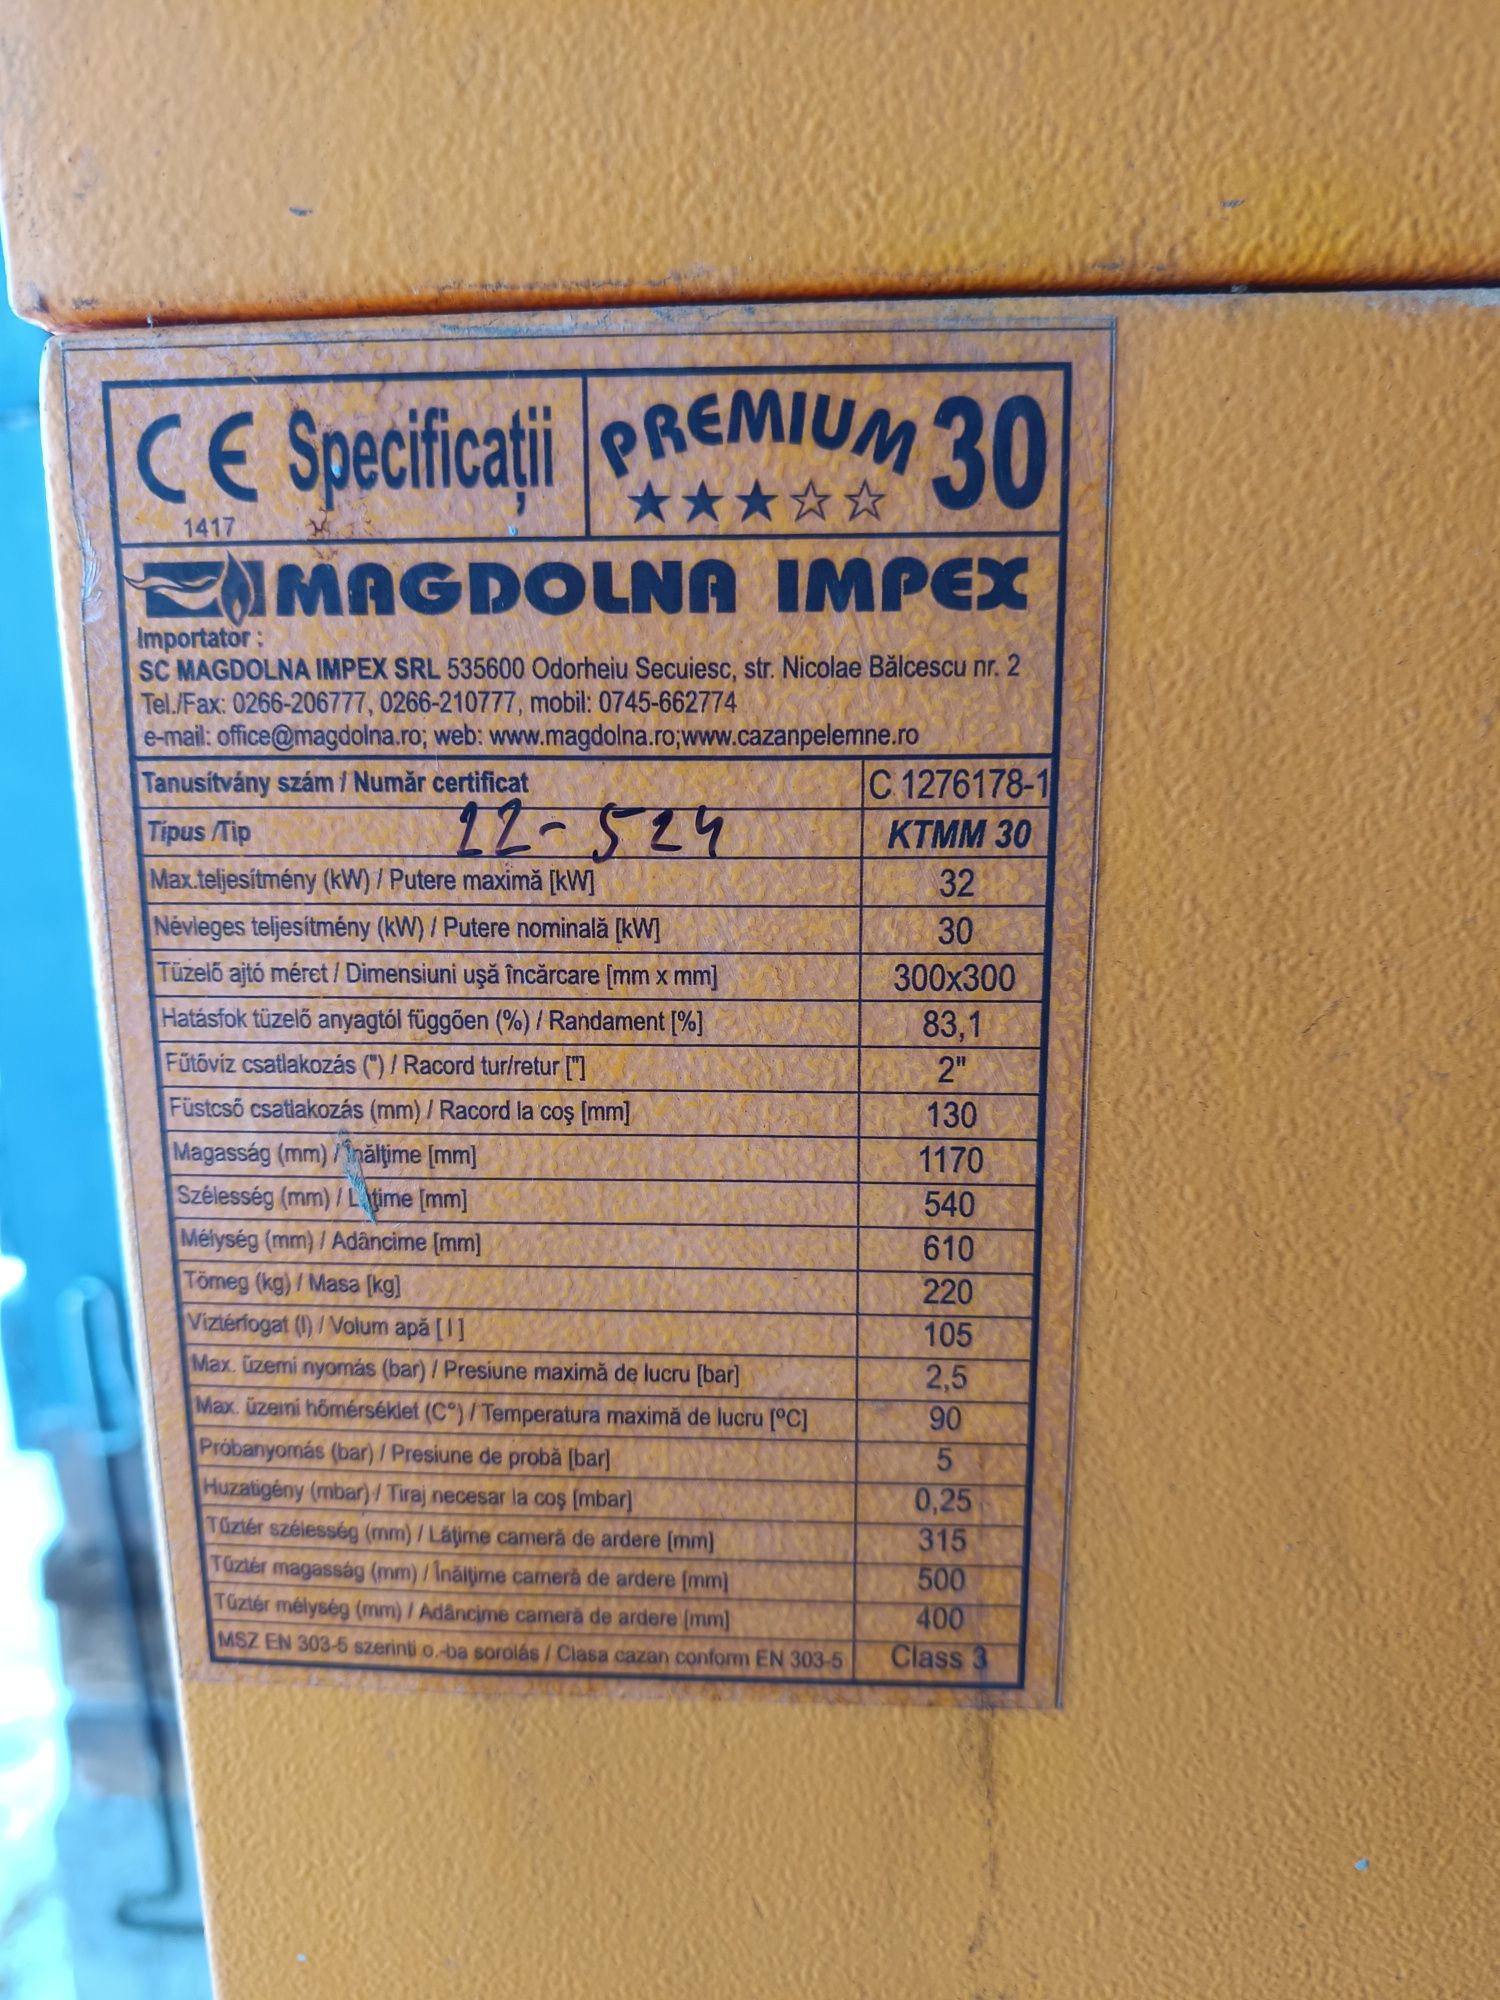 CE Specificații
1417
PREMIUM 30
MAGDOLNA IMPEX
Importator :
SC MAGDOLNA IMPEX SRL 535600 Odorheiu Secuiesc, str. Nicolae Bălcescu nr. 2
Tel./Fax: 0266-206777, 0266-210777, mobil: 0745-662774
e-mail: office@magdolna.ro; web: www.magdolna.ro;www.cazanpelemne.ro
Tanusítvány szám / Număr certificat C 1276178-1
Típus /Tip 22-524 KTMM 30
Max.teljesítmény (kW) / Putere maximă [kW] 32
Névleges teljesítmény (kW) / Putere nominală [kW] 30
Tüzelő ajtó méret / Dimensiuni uşă încărcare [mm x mm] 300x300
Hatásfok tüzelő anyagtól függően (%) / Randament [%] 83,1
Fűtővíz csatlakozás (") / Racord tur/retur ["] 2"
Füstcső csatlakozás (mm) / Racord la coş [mm] 130
Magasság (mm) / Înălţime [mm] 1170
Szélesség (mm) / Lăţime [mm] 540
Mélység (mm) / Adâncime [mm] 610
Tömeg (kg) / Masa [kg] 220
Víztérfogat (l) / Volum apă [ l ] 105
Max. üzemi nyomás (bar) / Presiune maximă de lucru [bar] 2,5
Max. üzemi hőmérséklet (C°) / Temperatura maximă de lucru [ºC] 90
Próbanyomás (bar) / Presiune de probă [bar] 5
Huzatigény (mbar) / Tiraj necesar la coş [mbar] 0,25
Tűztér szélesség (mm) / Lăţime cameră de ardere [mm] 315
Tűztér magasság (mm) / Înălţime cameră de ardere [mm] 500
Tűztér mélység (mm) / Adâncime cameră de ardere [mm] 400
MSZ EN 303-5 szerinti o.-ba sorolás / Clasa cazan conform EN 303-5 Class 3